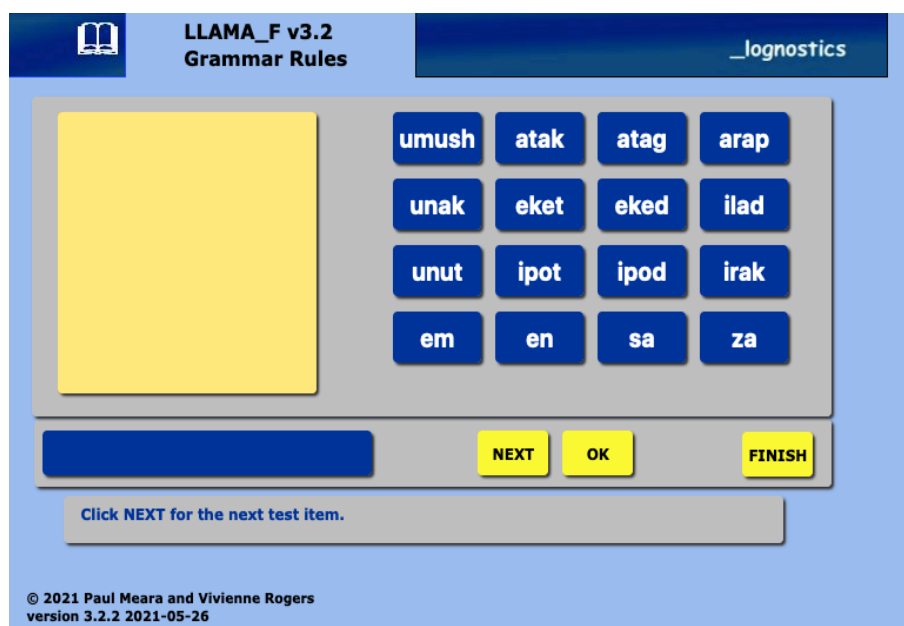 LLAMA_F v3.2
Grammar Rules
_lognostics
umush atak atag arap
unak eket eked ilad
unut ipot ipod irak
em en sa za
NEXT OK FINISH
Click NEXT for the next test item.
© 2021 Paul Meara and Vivienne Rogers
version 3.2.2 2021-05-26